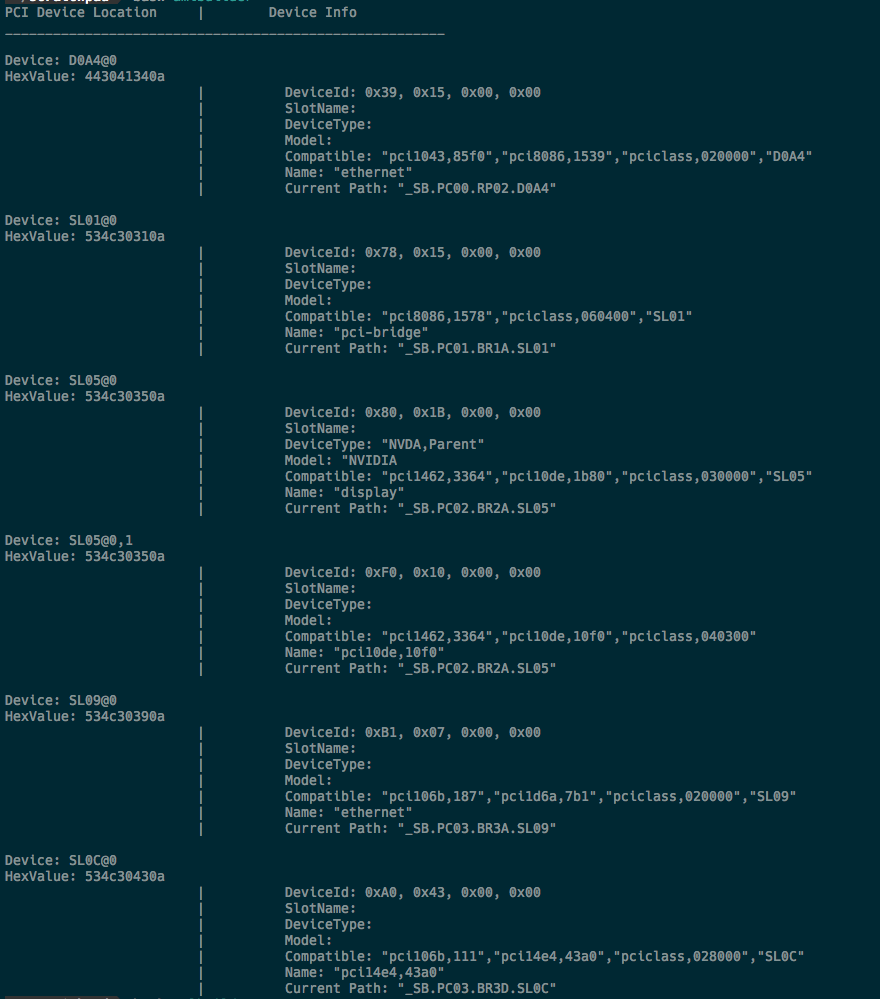 PCI Device Location | Device Info
_______________________________________________________
Device: D0A4@0
HexValue: 443041340a
| DeviceId: 0x39, 0x15, 0x00, 0x00
| SlotName:
| DeviceType:
| Model:
| Compatible: "pci1043,85f0","pci8086,1539","pciclass,020000","D0A4"
| Name: "ethernet"
| Current Path: "_SB.PC00.RP02.D0A4"
Device: SL01@0
HexValue: 534c30310a
| DeviceId: 0x78, 0x15, 0x00, 0x00
| SlotName:
| DeviceType:
| Model:
| Compatible: "pci8086,1578","pciclass,060400","SL01"
| Name: "pci-bridge"
| Current Path: "_SB.PC01.BR1A.SL01"
Device: SL05@0
HexValue: 534c30350a
| DeviceId: 0x80, 0x1B, 0x00, 0x00
| SlotName:
| DeviceType: "NVDA,Parent"
| Model: "NVIDIA
| Compatible: "pci1462,3364","pci10de,1b80","pciclass,030000","SL05"
| Name: "display"
| Current Path: "_SB.PC02.BR2A.SL05"
Device: SL05@0,1
HexValue: 534c30350a
| DeviceId: 0xF0, 0x10, 0x00, 0x00
| SlotName:
| DeviceType:
| Model:
| Compatible: "pci1462,3364","pci10de,10f0","pciclass,040300"
| Name: "pci10de,10f0"
| Current Path: "_SB.PC02.BR2A.SL05"
Device: SL09@0
HexValue: 534c30390a
| DeviceId: 0xB1, 0x07, 0x00, 0x00
| SlotName:
| DeviceType:
| Model:
| Compatible: "pci106b,187","pci1d6a,7b1","pciclass,020000","SL09"
| Name: "ethernet"
| Current Path: "_SB.PC03.BR3A.SL09"
Device: SL0C@0
HexValue: 534c30430a
| DeviceId: 0xA0, 0x43, 0x00, 0x00
| SlotName:
| DeviceType:
| Model:
| Compatible: "pci106b,111","pci14e4,43a0","pciclass,028000","SL0C"
| Name: "pci14e4,43a0"
| Current Path: "_SB.PC03.BR3D.SL0C"